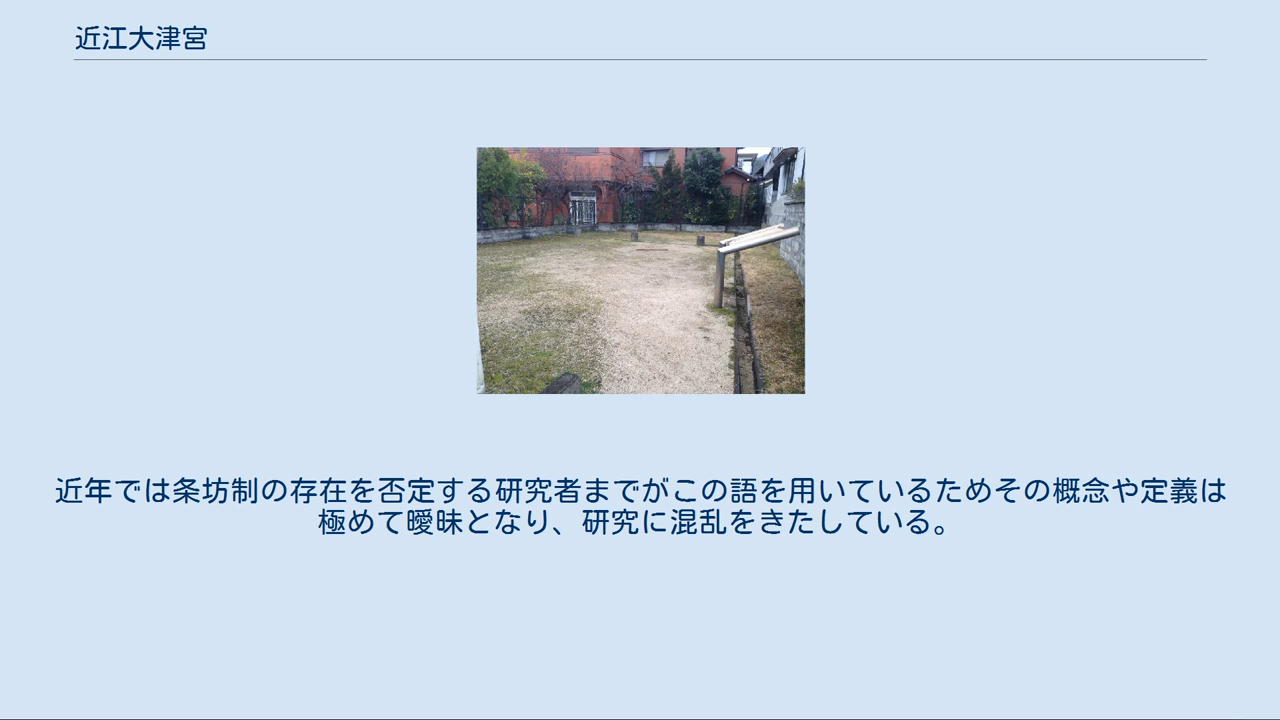 近江大津宮
近年では条坊制の存在を否定する研究者までがこの語を用いているためその概念や定義は
極めて曖昧となり、研究に混乱をきたしている。